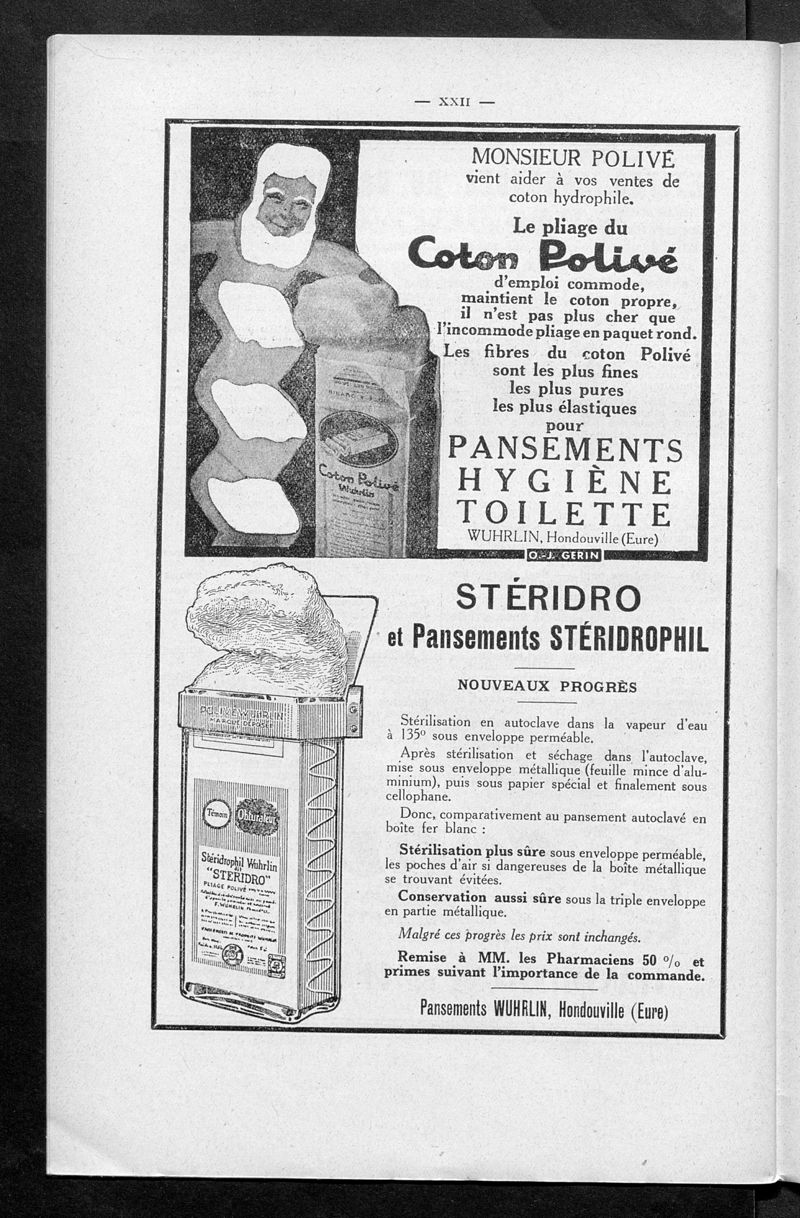 — XXII —
MONSIEUR POLIVÉ
vient aider à vos ventes de
coton hydrophile.
Le pliage du
Coton Polivé
d'emploi commode,
maintient le coton propre,
il n'est pas plus cher que
l'incommode pliage en paquet rond.
Les fibres du coton Polivé
sont les plus fines
les plus pures
les plus élastiques
pour
PANSEMENTS
HYGIÈNE
TOILETTE
WUHRLIN, Hondouville (Eure)
O.-J. GERIN
Coton Polivé
Wuhrlin
STÉRIDRO
et Pansements STÉRIDROPHIL
NOUVEAUX PROGRÈS
Stérilisation en autoclave dans la vapeur d'eau
à 135º sous enveloppe perméable.
Après stérilisation et séchage dans l'autoclave,
mise sous enveloppe métallique (feuille mince d'alu-
minium), puis sous papier spécial et finalement sous
cellophane.
Donc, comparativement au pansement autoclavé en
boîte fer blanc :
Stérilisation plus sûre sous enveloppe perméable,
les poches d'air si dangereuses de la boîte métallique
se trouvant évitées.
Conservation aussi sûre sous la triple enveloppe
en partie métallique.
Malgré ces progrès les prix sont inchangés.
Remise à MM. les Pharmaciens 50 % et
primes suivant l'importance de la commande.
Pansements WUHRLIN, Hondouville (Eure)
POLIVÉ WUHRLIN
MARQUE DÉPOSÉE
Témoin
Obturateur
Stéridrophil Wuhrlin
"STERIDRO"
PLIAGE POLIVÉ